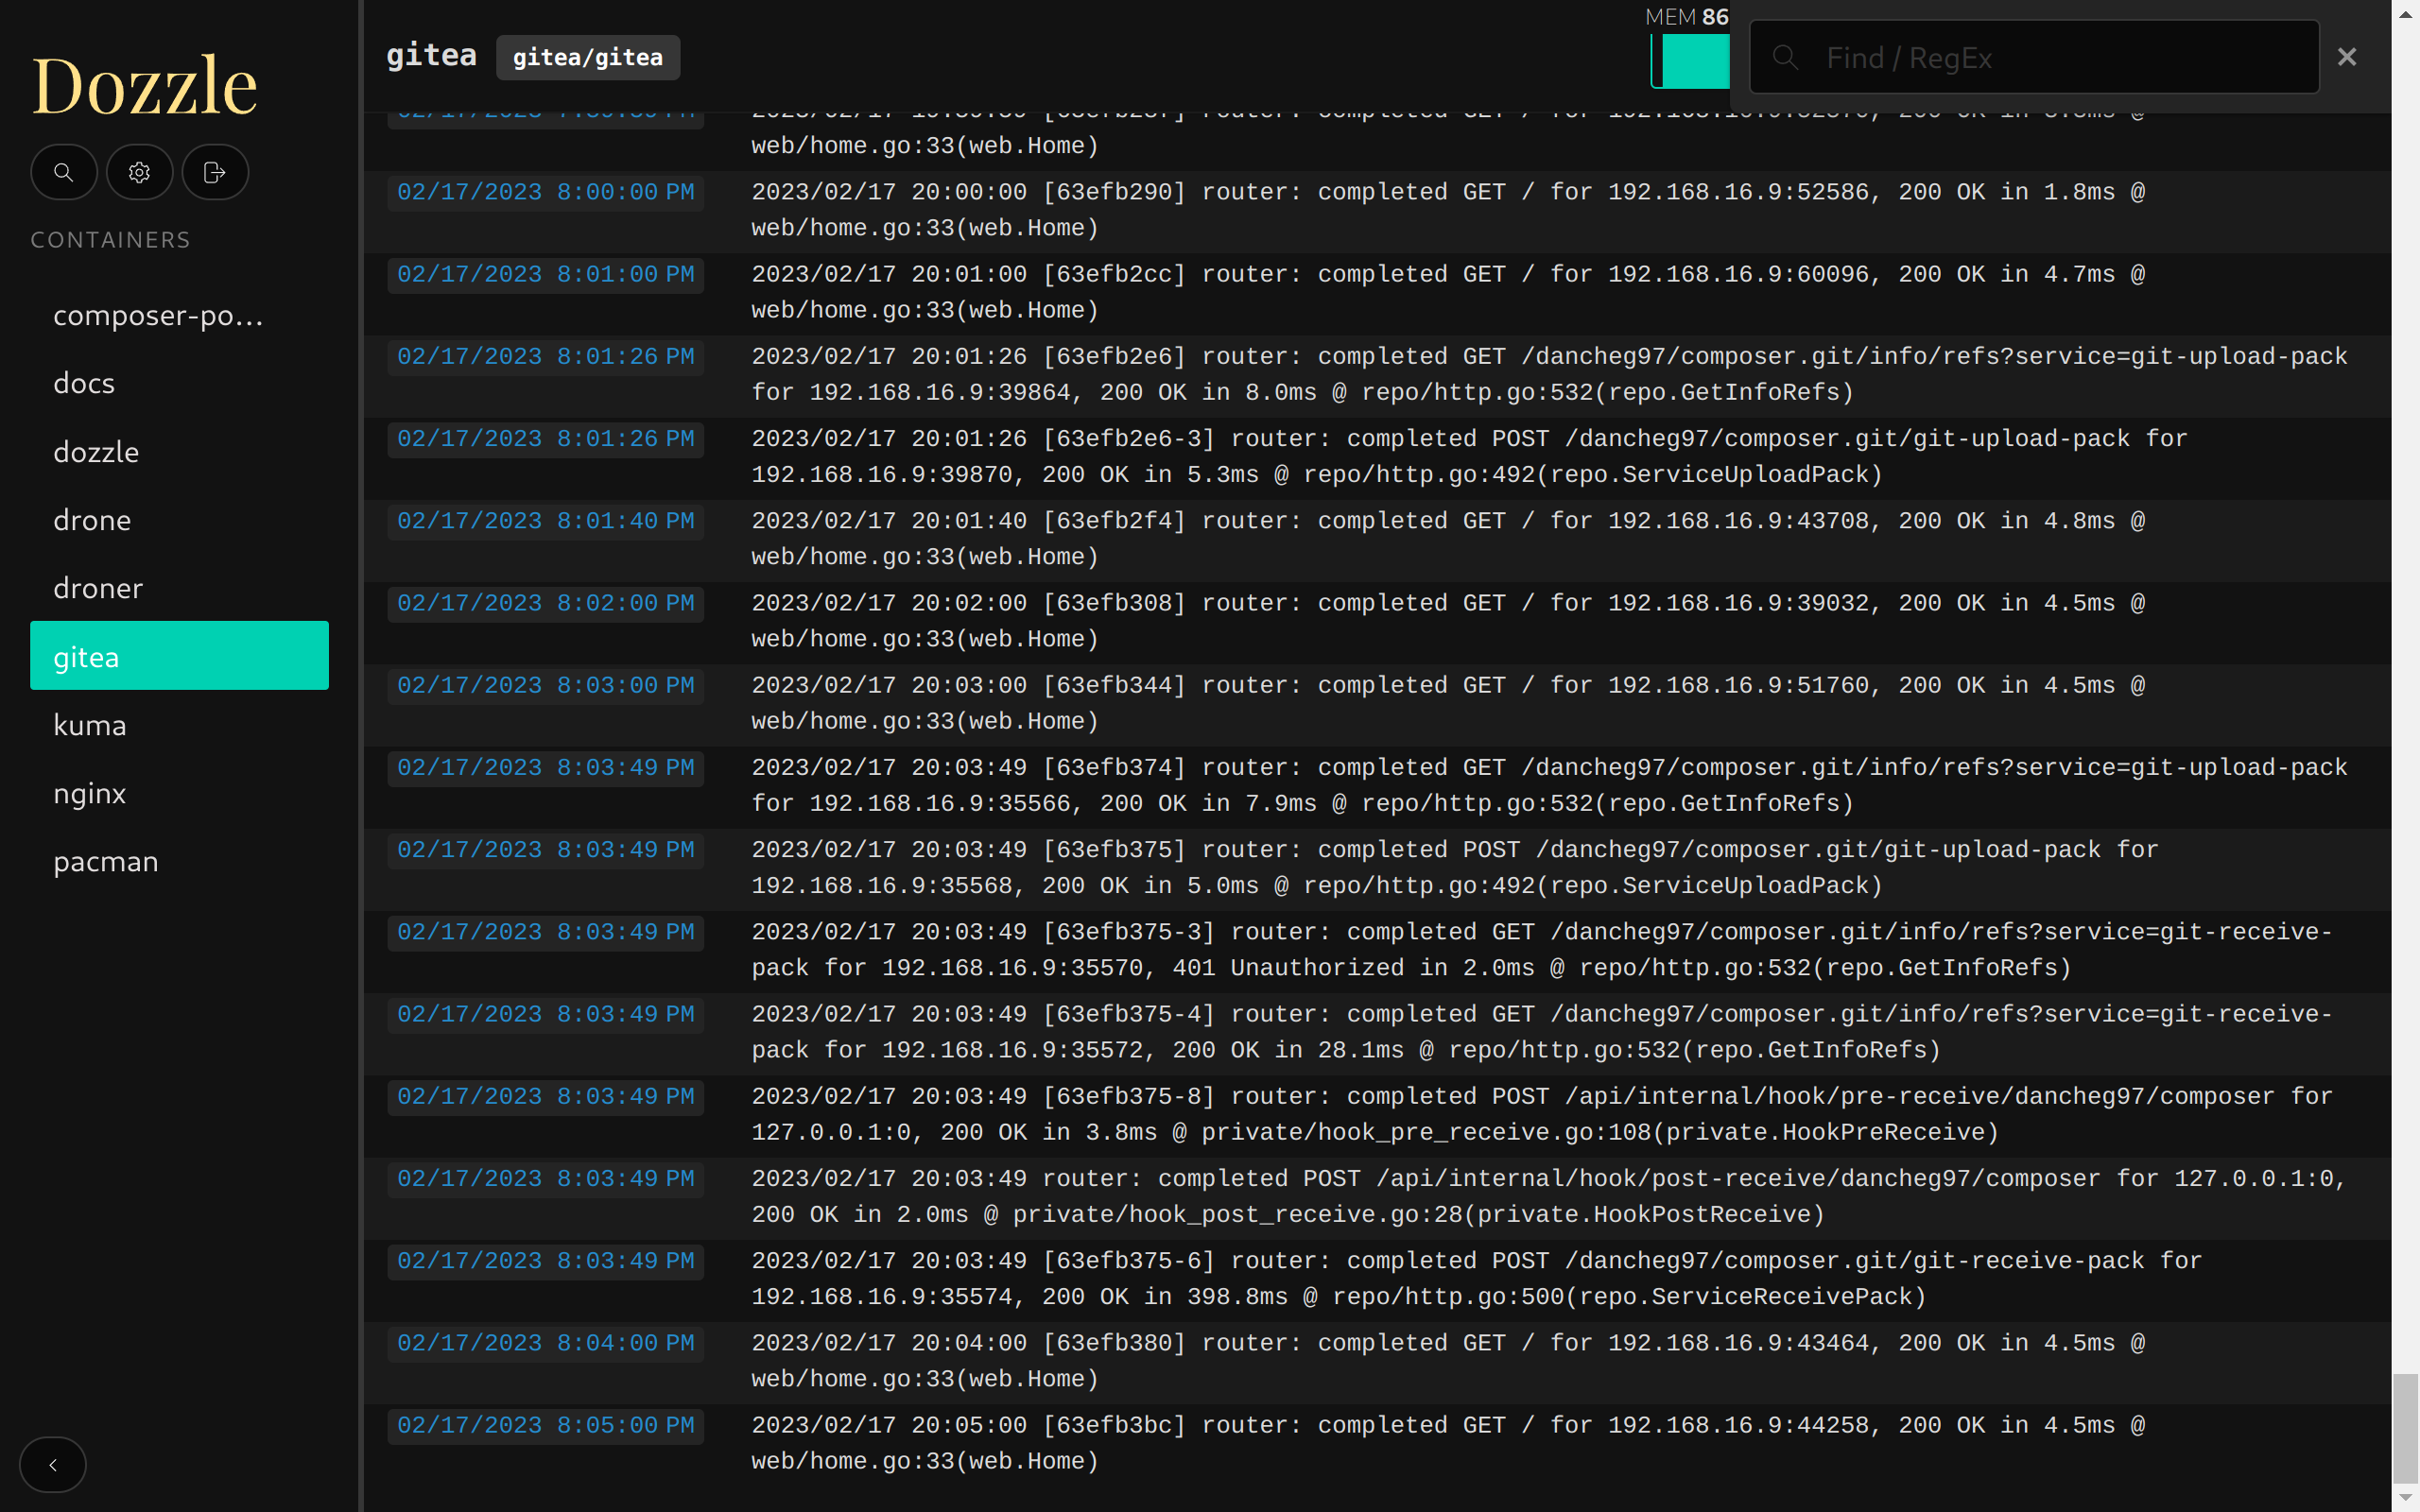 Dozzle
CONTAINERS
composer-po...
docs
dozzle
drone
droner
gitea
kuma
nginx
pacman
gitea gitea/gitea
MEM 86
Find / RegEx
web/home.go:33(web.Home)
02/17/2023 8:00:00 PM 2023/02/17 20:00:00 [63efb290] router: completed GET / for 192.168.16.9:52586, 200 OK in 1.8ms @
web/home.go:33(web.Home)
02/17/2023 8:01:00 PM 2023/02/17 20:01:00 [63efb2cc] router: completed GET / for 192.168.16.9:60096, 200 OK in 4.7ms @
web/home.go:33(web.Home)
02/17/2023 8:01:26 PM 2023/02/17 20:01:26 [63efb2e6] router: completed GET /dancheg97/composer.git/info/refs?service=git-upload-pack
for 192.168.16.9:39864, 200 OK in 8.0ms @ repo/http.go:532(repo.GetInfoRefs)
02/17/2023 8:01:26 PM 2023/02/17 20:01:26 [63efb2e6-3] router: completed POST /dancheg97/composer.git/git-upload-pack for
192.168.16.9:39870, 200 OK in 5.3ms @ repo/http.go:492(repo.ServiceUploadPack)
02/17/2023 8:01:40 PM 2023/02/17 20:01:40 [63efb2f4] router: completed GET / for 192.168.16.9:43708, 200 OK in 4.8ms @
web/home.go:33(web.Home)
02/17/2023 8:02:00 PM 2023/02/17 20:02:00 [63efb308] router: completed GET / for 192.168.16.9:39032, 200 OK in 4.5ms @
web/home.go:33(web.Home)
02/17/2023 8:03:00 PM 2023/02/17 20:03:00 [63efb344] router: completed GET / for 192.168.16.9:51760, 200 OK in 4.5ms @
web/home.go:33(web.Home)
02/17/2023 8:03:49 PM 2023/02/17 20:03:49 [63efb374] router: completed GET /dancheg97/composer.git/info/refs?service=git-upload-pack
for 192.168.16.9:35566, 200 OK in 7.9ms @ repo/http.go:532(repo.GetInfoRefs)
02/17/2023 8:03:49 PM 2023/02/17 20:03:49 [63efb375] router: completed POST /dancheg97/composer.git/git-upload-pack for
192.168.16.9:35568, 200 OK in 5.0ms @ repo/http.go:492(repo.ServiceUploadPack)
02/17/2023 8:03:49 PM 2023/02/17 20:03:49 [63efb375-3] router: completed GET /dancheg97/composer.git/info/refs?service=git-receive-
pack for 192.168.16.9:35570, 401 Unauthorized in 2.0ms @ repo/http.go:532(repo.GetInfoRefs)
02/17/2023 8:03:49 PM 2023/02/17 20:03:49 [63efb375-4] router: completed GET /dancheg97/composer.git/info/refs?service=git-receive-
pack for 192.168.16.9:35572, 200 OK in 28.1ms @ repo/http.go:532(repo.GetInfoRefs)
02/17/2023 8:03:49 PM 2023/02/17 20:03:49 [63efb375-8] router: completed POST /api/internal/hook/pre-receive/dancheg97/composer for
127.0.0.1:0, 200 OK in 3.8ms @ private/hook_pre_receive.go:108(private.HookPreReceive)
02/17/2023 8:03:49 PM 2023/02/17 20:03:49 router: completed POST /api/internal/hook/post-receive/dancheg97/composer for 127.0.0.1:0,
200 OK in 2.0ms @ private/hook_post_receive.go:28(private.HookPostReceive)
02/17/2023 8:03:49 PM 2023/02/17 20:03:49 [63efb375-6] router: completed POST /dancheg97/composer.git/git-receive-pack for
192.168.16.9:35574, 200 OK in 398.8ms @ repo/http.go:500(repo.ServiceReceivePack)
02/17/2023 8:04:00 PM 2023/02/17 20:04:00 [63efb380] router: completed GET / for 192.168.16.9:43464, 200 OK in 4.5ms @
web/home.go:33(web.Home)
02/17/2023 8:05:00 PM 2023/02/17 20:05:00 [63efb3bc] router: completed GET / for 192.168.16.9:44258, 200 OK in 4.5ms @
web/home.go:33(web.Home)